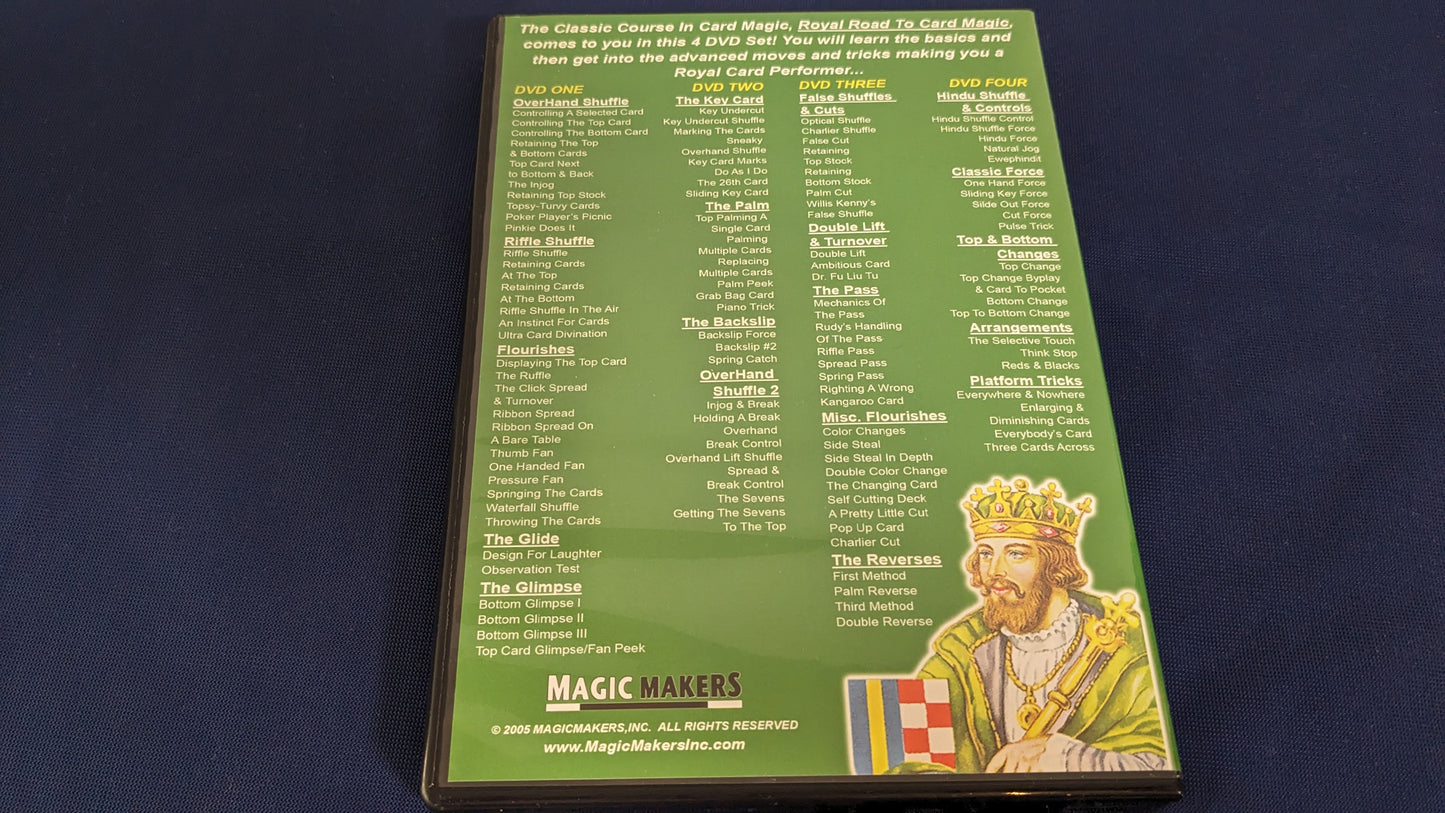 The Classic Course In Card Magic, Royal Road To Card Magic,
comes to you in this 4 DVD Set! You will learn the basics and
then get into the advanced moves and tricks making you a
Royal Card Performer...
DVD ONE
OverHand Shuffle
Controlling A Selected Card
Controlling The Top Card
Controlling The Bottom Card
Retaining The Top
& Bottom Cards
Top Card Next
to Bottom & Back
The Injog
Retaining Top Stock
Topsy-Turvy Cards
Poker Player's Picnic
Pinkie Does It
Riffle Shuffle
Riffle Shuffle
Retaining Cards
At The Top
Retaining Cards
At The Bottom
Riffle Shuffle In The Air
An Instinct For Cards
Ultra Card Divination
Flourishes
Displaying The Top Card
The Ruffle
The Click Spread
& Turnover
Ribbon Spread
Ribbon Spread On
A Bare Table
Thumb Fan
One Handed Fan
Pressure Fan
Springing The Cards
Waterfall Shuffle
Throwing The Cards
The Glide
Design For Laughter
Observation Test
The Glimpse
Bottom Glimpse I
Bottom Glimpse II
Bottom Glimpse III
Top Card Glimpse/Fan Peek
DVD TWO
The Key Card
Key Undercut
Key Undercut Shuffle
Marking The Cards
Sneaky
Overhand Shuffle
Key Card Marks
Do As I Do
The 26th Card
Sliding Key Card
The Palm
Top Palming A
Single Card
Palming
Multiple Cards
Replacing
Multiple Cards
Palm Peek
Grab Bag Card
Piano Trick
The Backslip
Backslip Force
Backslip #2
Spring Catch
OverHand
Shuffle 2
Injog & Break
Holding A Break
Overhand
Break Control
Overhand Lift Shuffle
Spread &
Break Control
The Sevens
Getting The Sevens
To The Top
DVD THREE
False Shuffles
& Cuts
Optical Shuffle
Charlier Shuffle
False Cut
Retaining
Top Stock
Retaining
Bottom Stock
Palm Cut
Willis Kenny's
False Shuffle
Double Lift
& Turnover
Double Lift
Ambitious Card
Dr. Fu Liu Tu
The Pass
Mechanics Of
The Pass
Rudy's Handling
Of The Pass
Riffle Pass
Spread Pass
Spring Pass
Righting A Wrong
Kangaroo Card
Misc. Flourishes
Color Changes
Side Steal
Side Steal In Depth
Double Color Change
The Changing Card
Self Cutting Deck
A Pretty Little Cut
Pop Up Card
Charlier Cut
The Reverses
First Method
Palm Reverse
Third Method
Double Reverse
DVD FOUR
Hindu Shuffle
& Controls
Hindu Shuffle Control
Hindu Shuffle Force
Hindu Force
Natural Jog
Ewephindit
Classic Force
One Hand Force
Sliding Key Force
Silde Out Force
Cut Force
Pulse Trick
Top & Bottom
Changes
Top Change
Top Change Byplay
& Card To Pocket
Bottom Change
Top To Bottom Change
Arrangements
The Selective Touch
Think Stop
Reds & Blacks
Platform Tricks
Everywhere & Nowhere
Enlarging &
Diminishing Cards
Everybody's Card
Three Cards Across
MAGIC MAKERS
© 2005 MAGICMAKERS,INC. ALL RIGHTS RESERVED
www.MagicMakersInc.com